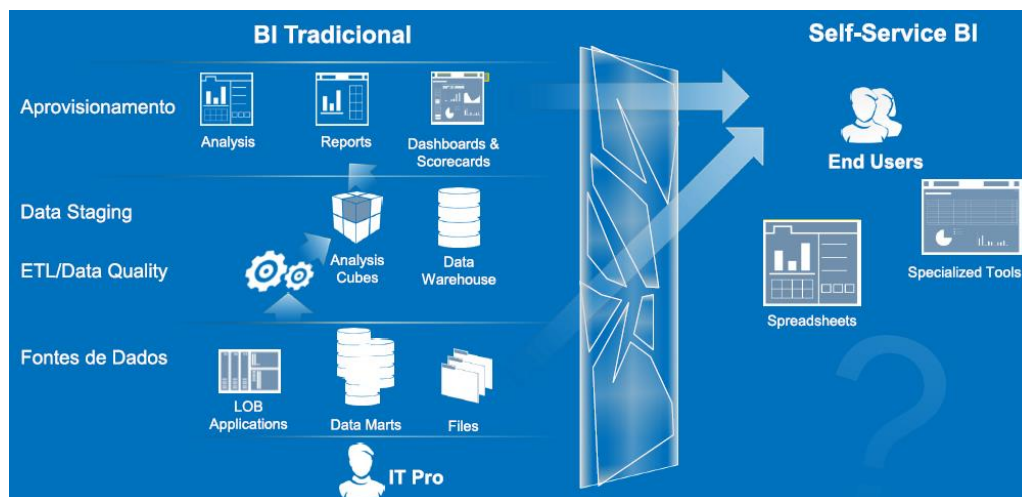 BI Tradicional
Self-Service BI
Aprovisionamento
Analysis
Reports
Dashboards &
Scorecards
End Users
Data Staging
ETL/Data Quality
Analysis
Cubes
Data
Warehouse
Specialized Tools
Spreadsheets
Fontes de Dados
LOB
Applications
Data Marts
Files
IT Pro
?